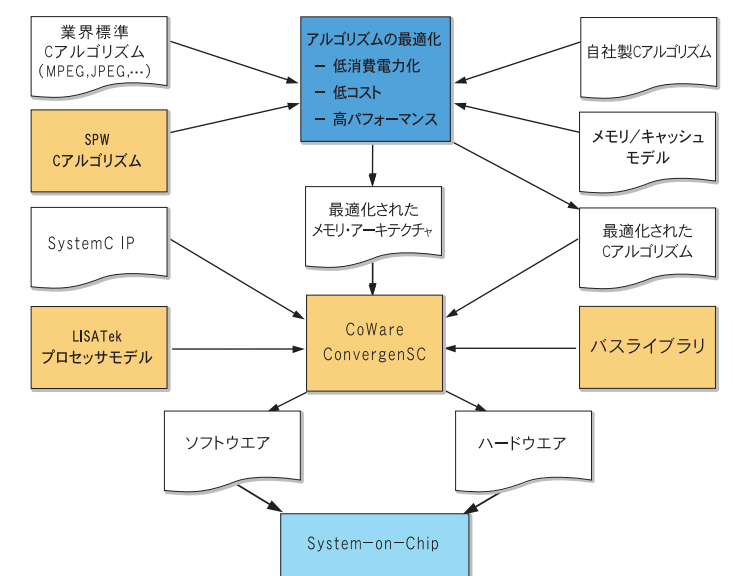 業界標準
Cアルゴリズム
(MPEG,JPEG,…)
アルゴリズムの最適化
— 低消費電力化
— 低コスト
— 高パフォーマンス
自社製Cアルゴリズム
SPW
Cアルゴリズム
メモリ/キャッシュ
モデル
最適化された
メモリ・アーキテクチャ
SystemC IP
最適化された
Cアルゴリズム
LISATek
プロセッサモデル
CoWare
ConvergenSC
バスライブラリ
ソフトウエア
ハードウエア
System-on-Chip